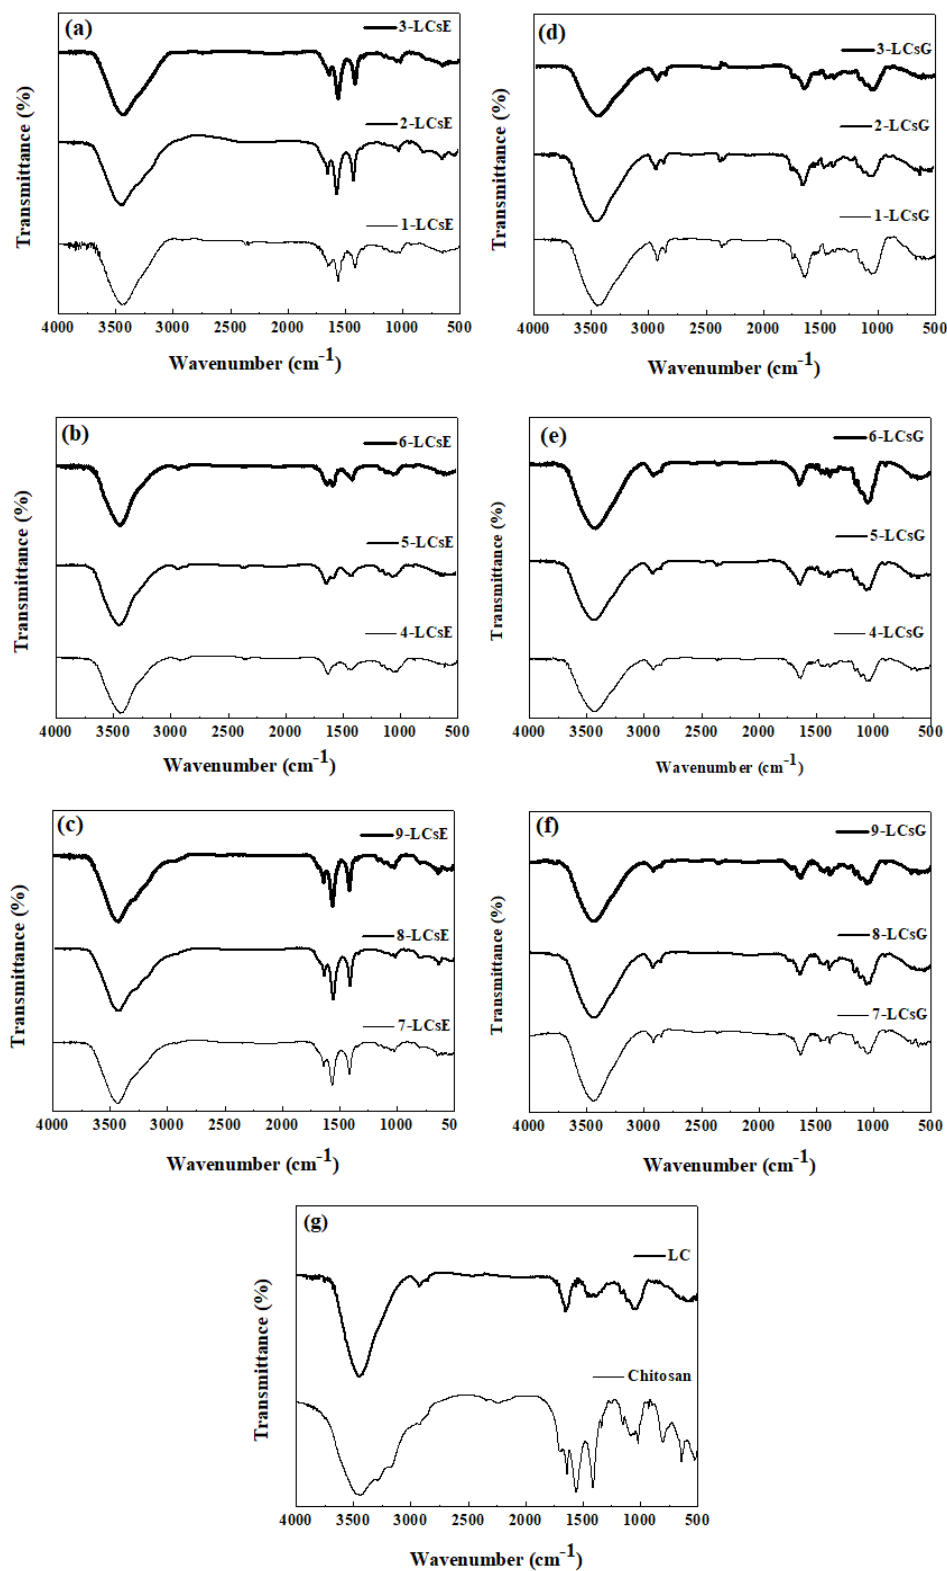 (a)
3-LCsE
2-LCsE
1-LCsE
Transmittance (%)
4000 3500 3000 2500 2000 1500 1000 500
Wavenumber (cm-1)
(d)
3-LCsG
2-LCsG
1-LCsG
Transmittance (%)
4000 3500 3000 2500 2000 1500 1000 500
Wavenumber (cm-1)
(b)
6-LCsE
5-LCsE
4-LCsE
Transmittance (%)
4000 3500 3000 2500 2000 1500 1000 500
Wavenumber (cm-1)
(e)
6-LCsG
5-LCsG
4-LCsG
Transmittance (%)
4000 3500 3000 2500 2000 1500 1000 500
Wavenumber (cm-1)
(c)
9-LCsE
8-LCsE
7-LCsE
Transmittance (%)
4000 3500 3000 2500 2000 1500 1000 50
Wavenumber (cm-1)
(f)
9-LCsG
8-LCsG
7-LCsG
Transmittance (%)
4000 3500 3000 2500 2000 1500 1000 500
Wavenumber (cm-1)
(g)
LC
Chitosan
Transmittance (%)
4000 3500 3000 2500 2000 1500 1000 500
Wavenumber (cm-1)